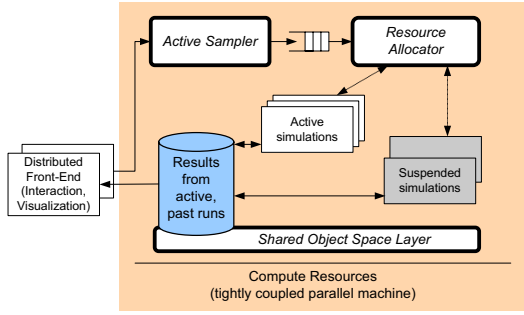 Active Sampler
Resource
Allocator
Active
simulations
Distributed
Front-End
(Interaction,
Visualization)
Results
from
active,
past runs
Suspended
simulations
Shared Object Space Layer
Compute Resources
(tightly coupled parallel machine)